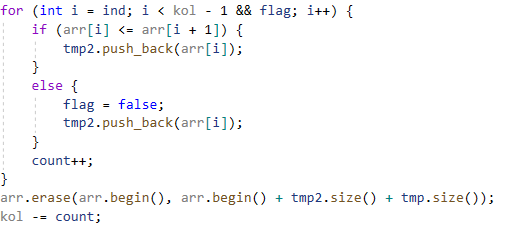 for (int i = ind; i < kol - 1 && flag; i++) {
    if (arr[i] <= arr[i + 1]) {
        tmp2.push_back(arr[i]);
    }
    else {
        flag = false;
        tmp2.push_back(arr[i]);
    }
    count++;
}
arr.erase(arr.begin(), arr.begin() + tmp2.size() + tmp.size());
kol -= count;